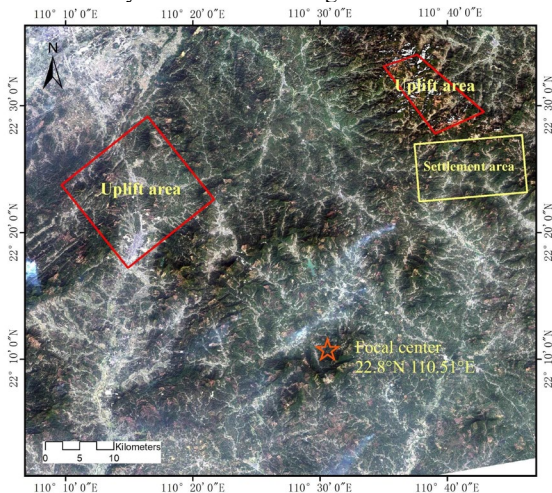 110° 10′ 0″E 110° 20′ 0″E 110° 30′ 0″E 110° 40′ 0″E
N
22° 30′ 0″N
22° 20′ 0″N
22° 10′ 0″N
Uplift area
Uplift area
Settlement area
Focal center
22.8°N 110.51°E
22° 30′ 0″N
22° 20′ 0″N
22° 10′ 0″N
Kilometers
0 5 10
110° 10′ 0″E 110° 20′ 0″E 110° 30′ 0″E 110° 40′ 0″E